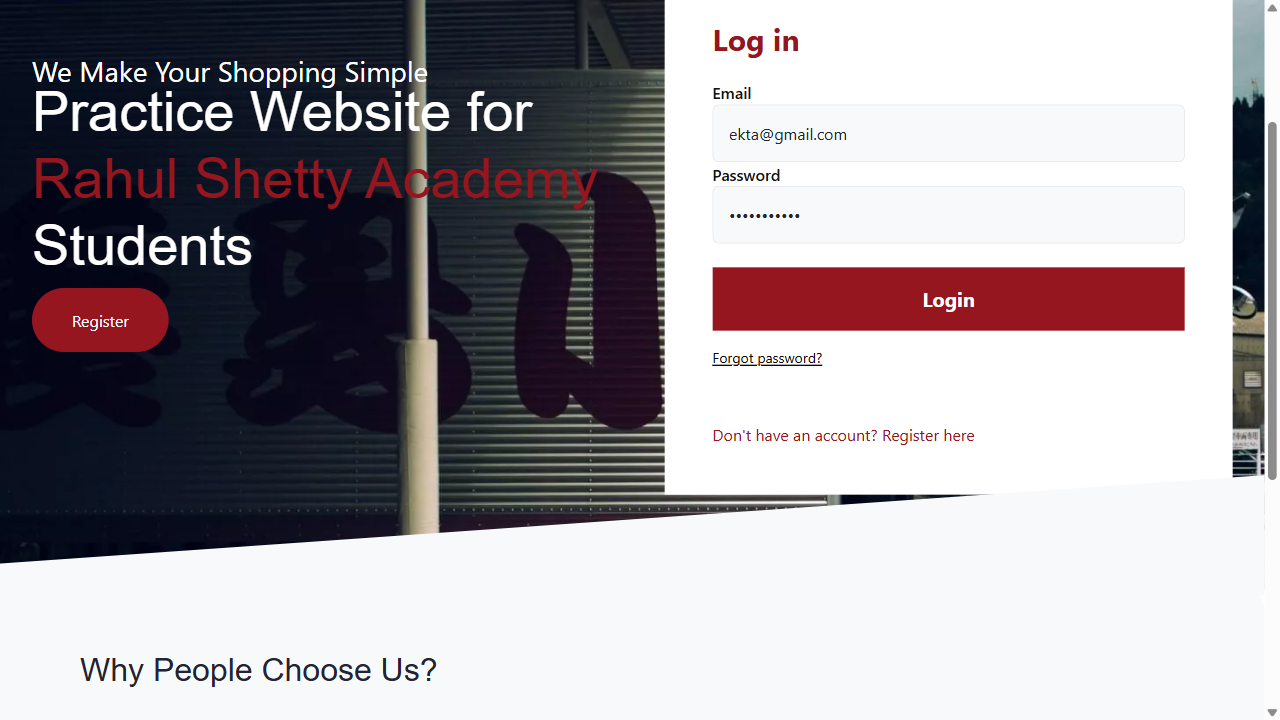 We Make Your Shopping Simple
Practice Website for
Rahul Shetty Academy
Students
Register
Log in
Email
ekta@gmail.com
Password
•••••••••••
Login
Forgot password?
Don't have an account? Register here
Why People Choose Us?